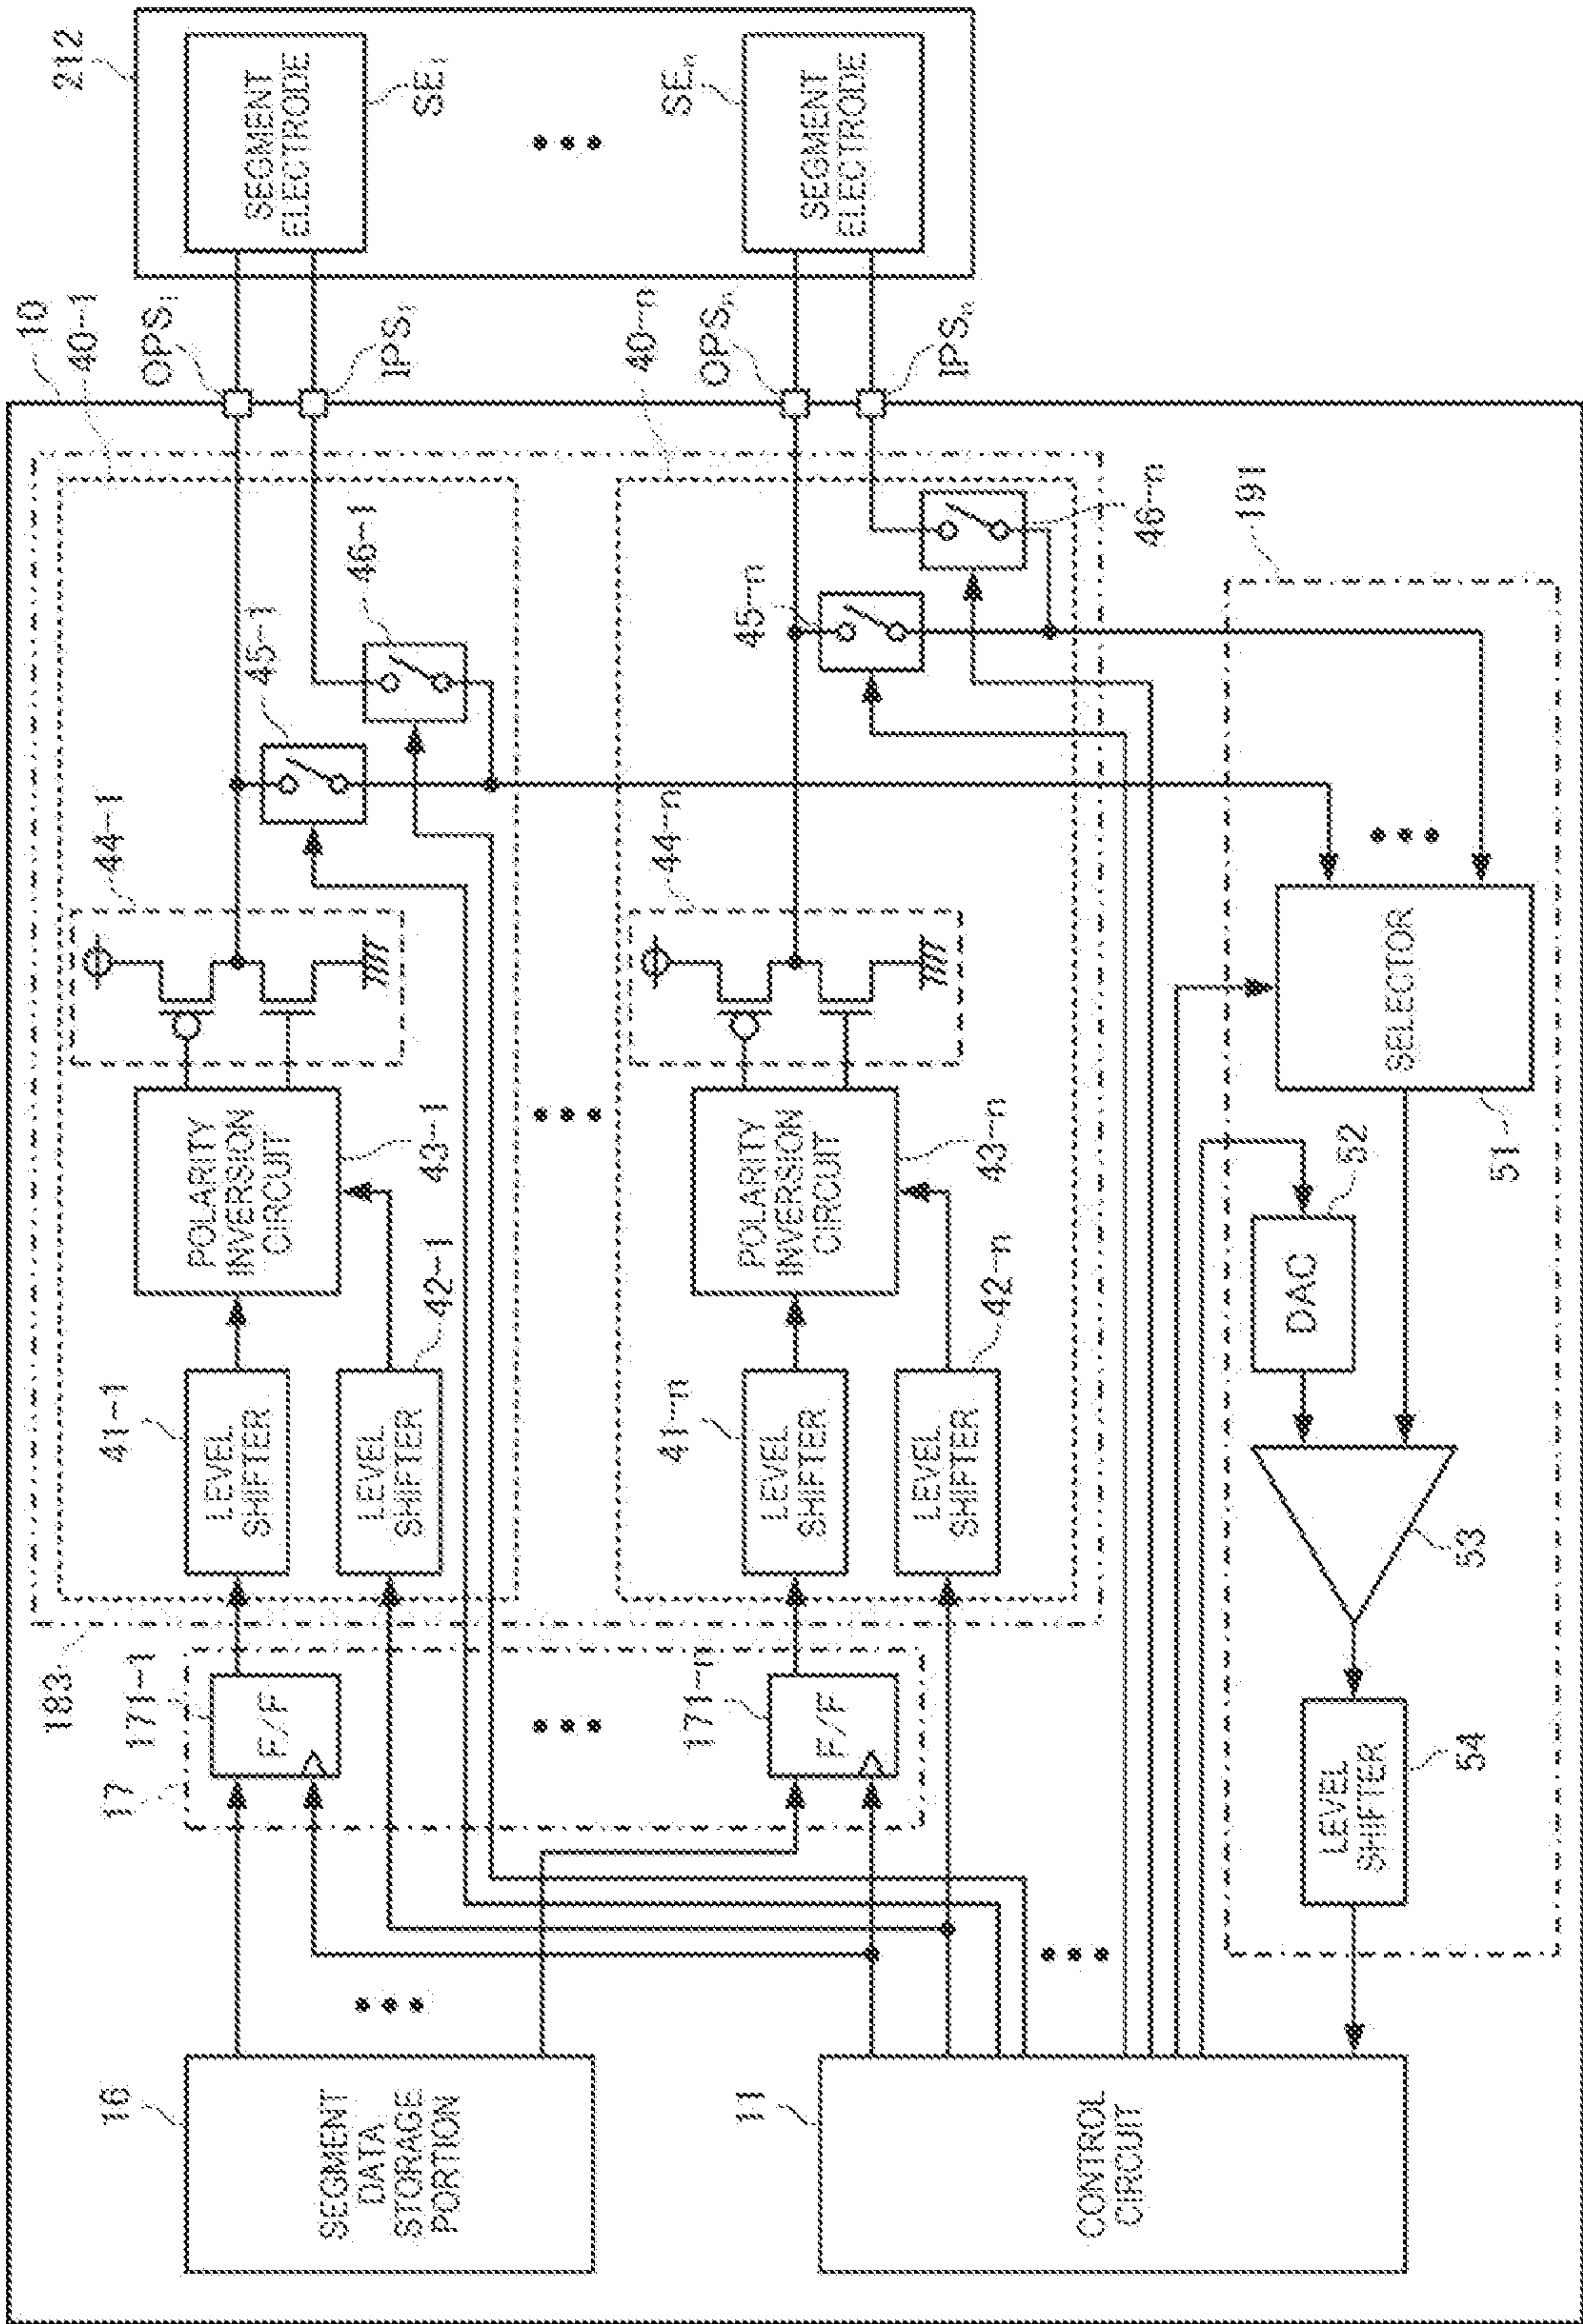 10
183
40-1
212
16
SEGMENT
DATA
STORAGE
PORTION
17
171-1
F/F
41-1
LEVEL
SHIFTER
LEVEL
SHIFTER
42-1
POLARITY
INVERSION
CIRCUIT
43-1
44-1
45-1
46-1
OPS1
IPS1
SEGMENT
ELECTRODE
SE1
171-n
F/F
41-n
LEVEL
SHIFTER
LEVEL
SHIFTER
42-n
POLARITY
INVERSION
CIRCUIT
43-n
44-n
45-n
46-n
40-n
OPSn
IPSn
SEn
SEGMENT
ELECTRODE
11
CONTROL
CIRCUIT
191
LEVEL
SHIFTER
54
53
DAC
52
SELECTOR
51